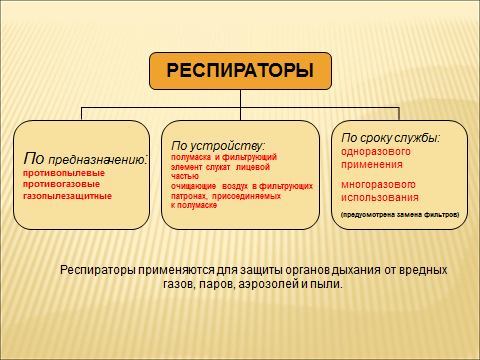 РЕСПИРАТОРЫ
По предназначению:
противопылевые
противогазовые
газопылезащитные
По устройству:
полумаска и фильтрующий
элемент служат лицевой
частью
очищающие воздух в фильтрующих
патронах, присоединяемых
к полумаске
По сроку службы:
одноразового
применения
многоразового
использования
(предусмотрена замена фильтров)
Респираторы применяются для защиты органов дыхания от вредных
газов, паров, аэрозолей и пыли.